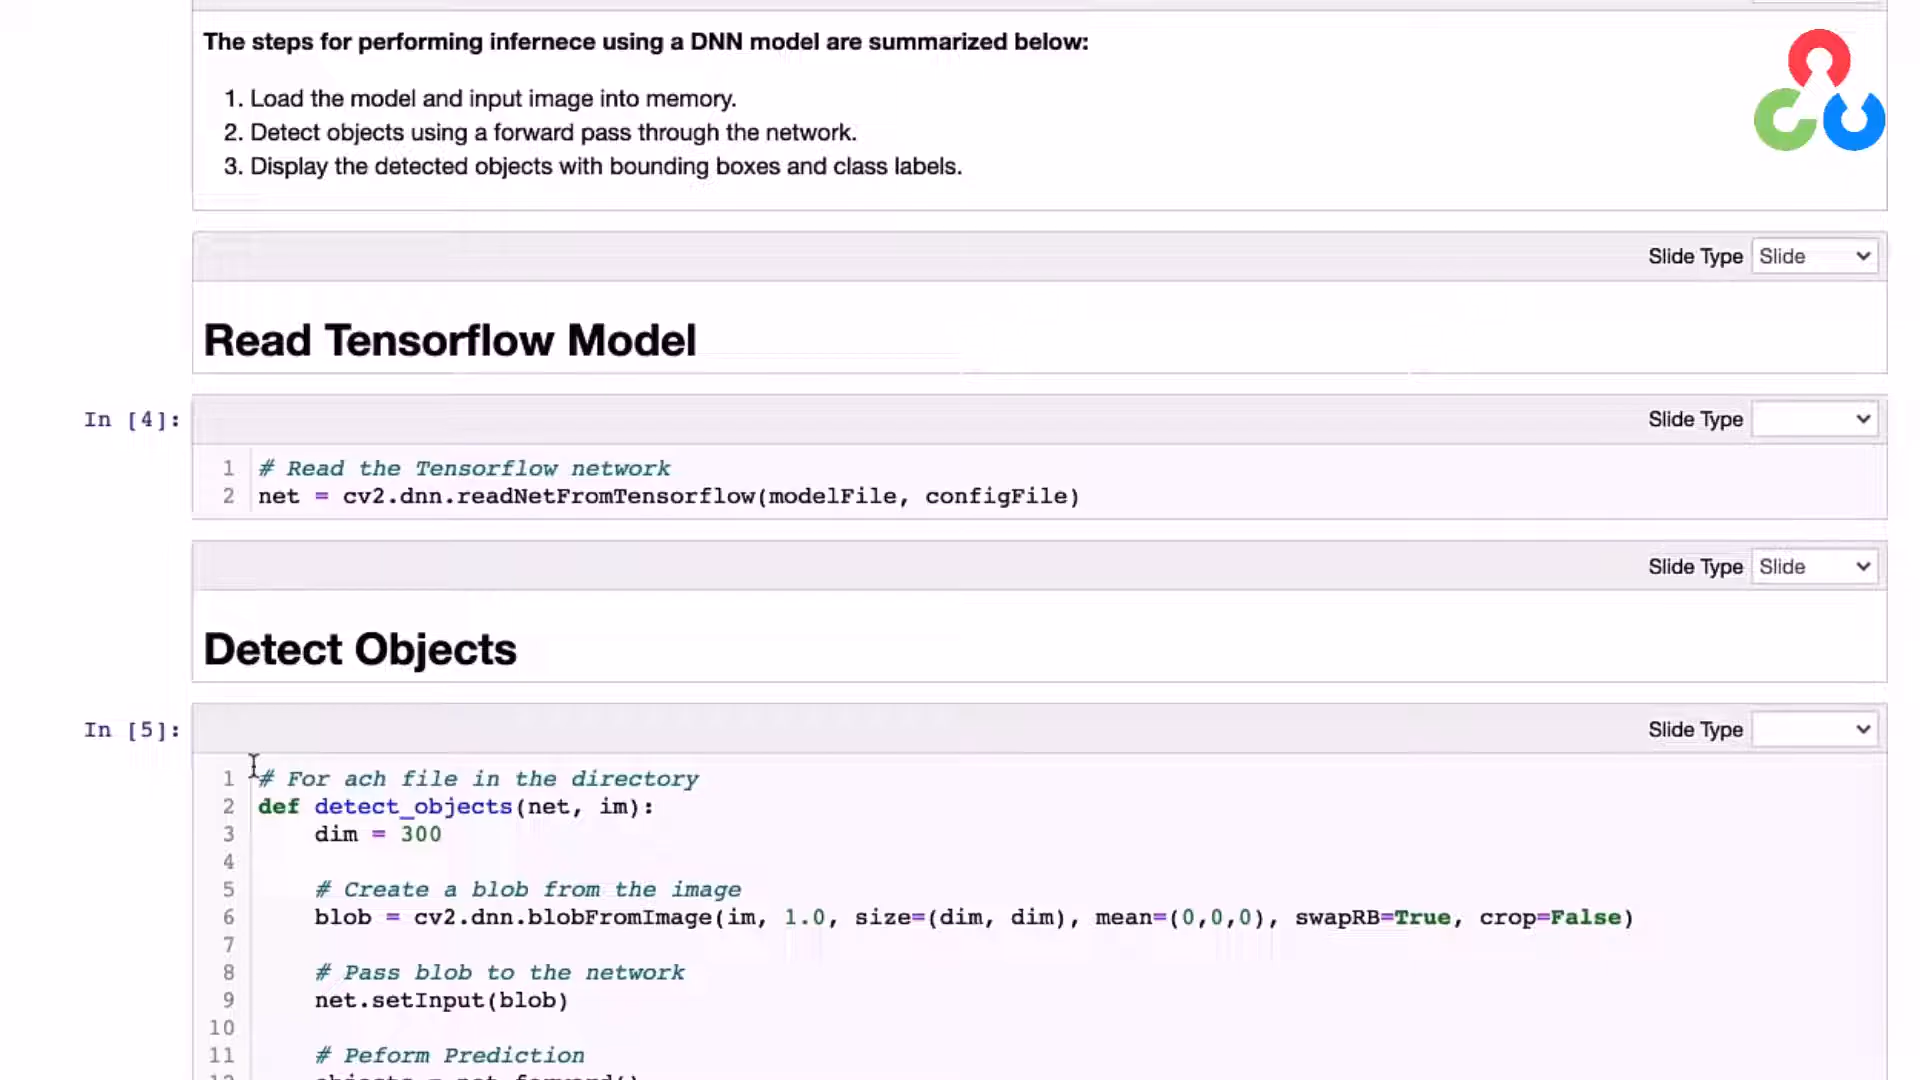 The steps for performing infernece using a DNN model are summarized below:
1. Load the model and input image into memory.
2. Detect objects using a forward pass through the network.
3. Display the detected objects with bounding boxes and class labels.
Slide Type Slide
Read Tensorflow Model
In [4]:
Slide Type
1 # Read the Tensorflow network
2 net = cv2.dnn.readNetFromTensorflow(modelFile, configFile)
Slide Type Slide
Detect Objects
In [5]:
Slide Type
1 # For ach file in the directory
2 def detect_objects(net, im):
3 dim = 300
4
5 # Create a blob from the image
6 blob = cv2.dnn.blobFromImage(im, 1.0, size=(dim, dim), mean=(0,0,0), swapRB=True, crop=False)
7
8 # Pass blob to the network
9 net.setInput(blob)
10
11 # Peform Prediction
12 objects = net.forward()